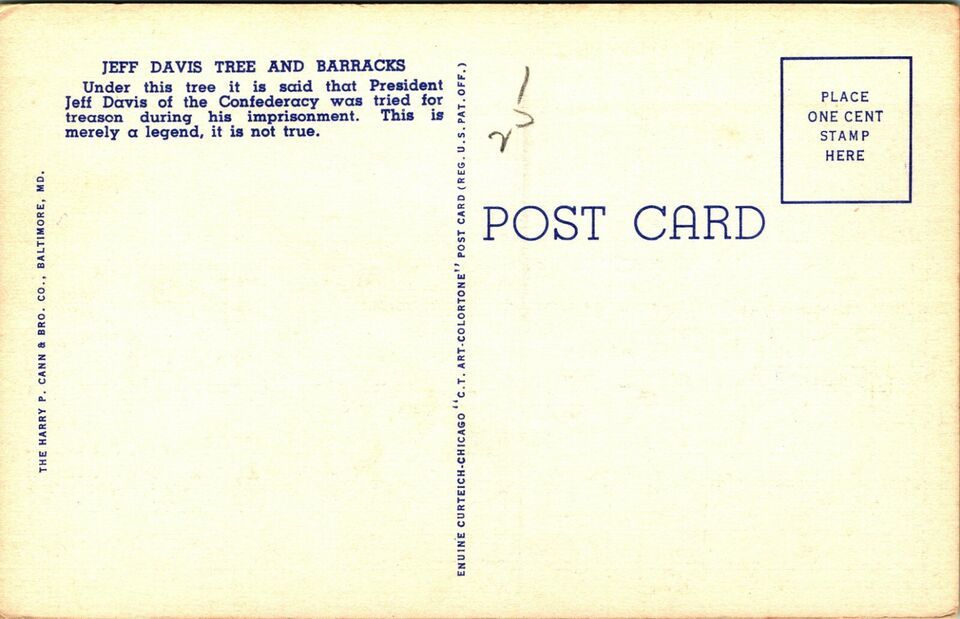 JEFF DAVIS TREE AND BARRACKS
Under this tree it is said that President
Jeff Davis of the Confederacy was tried for
treason during his imprisonment. This is
merely a legend, it is not true.
THE HARRY P. CANN & BRO. CO., BALTIMORE, MD.
ENUINE CURTEICH-CHICAGO "C.T. ART-COLORTONE" POST CARD (REG. U.S. PAT. OFF.)
POST CARD
PLACE
ONE CENT
STAMP
HERE